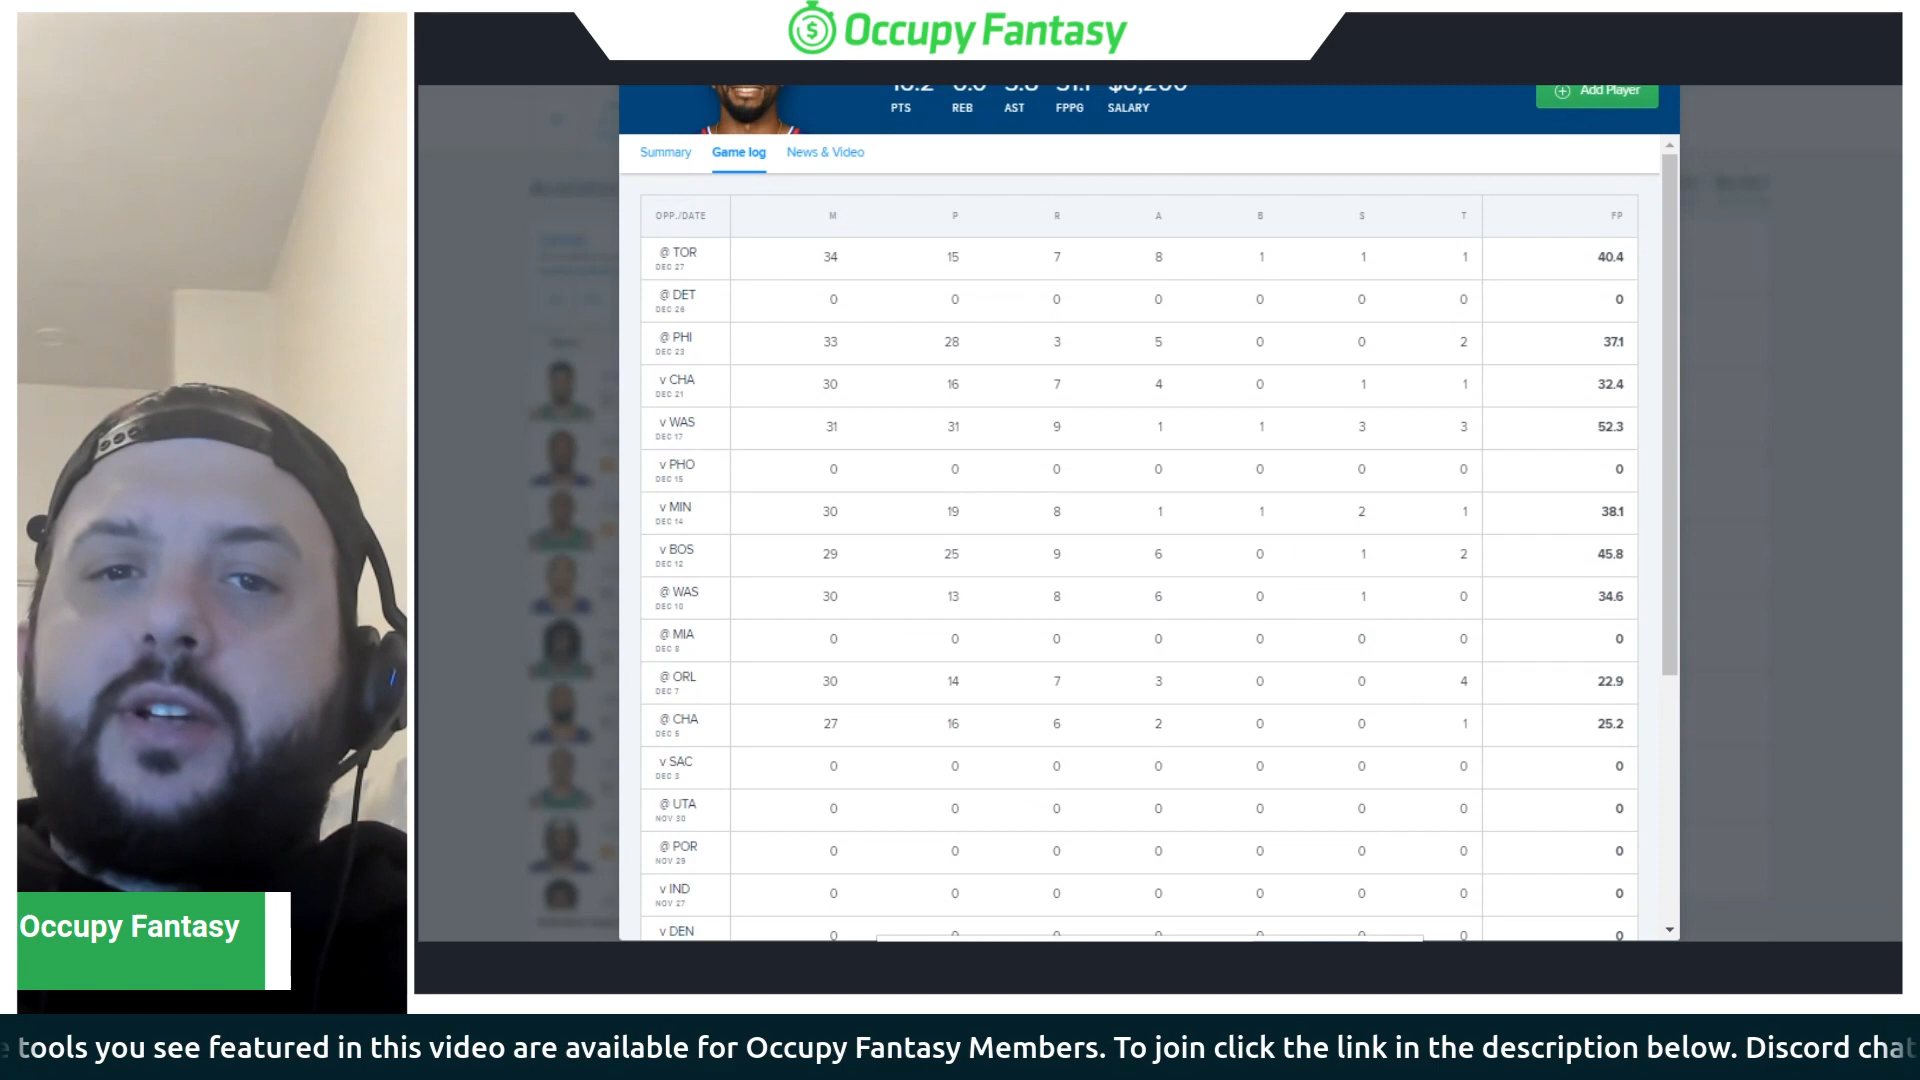 Occupy Fantasy
PTS REB AST FPPG SALARY
Add Player
Summary Game log News & Video
OPP./DATE M P R A B S T FP
@ TOR 34 15 7 8 1 1 1 40.4
DEC 27
@ DET 0 0 0 0 0 0 0 0
DEC 26
@ PHI 33 28 3 5 0 0 2 37.1
DEC 23
v CHA 30 16 7 4 0 1 1 32.4
DEC 21
v WAS 31 31 9 1 1 3 3 52.3
DEC 17
v PHO 0 0 0 0 0 0 0 0
DEC 15
v MIN 30 19 8 1 1 2 1 38.1
DEC 14
v BOS 29 25 9 6 0 1 2 45.8
DEC 12
@ WAS 30 13 8 6 0 1 0 34.6
DEC 10
@ MIA 0 0 0 0 0 0 0 0
DEC 8
@ ORL 30 14 7 3 0 0 4 22.9
DEC 7
@ CHA 27 16 6 2 0 0 1 25.2
DEC 5
v SAC 0 0 0 0 0 0 0 0
DEC 3
@ UTA 0 0 0 0 0 0 0 0
NOV 30
@ POR 0 0 0 0 0 0 0 0
NOV 29
v IND 0 0 0 0 0 0 0 0
NOV 27
v DEN 0 0 0 0 0 0 0 0
Occupy Fantasy
tools you see featured in this video are available for Occupy Fantasy Members. To join click the link in the description below. Discord chat